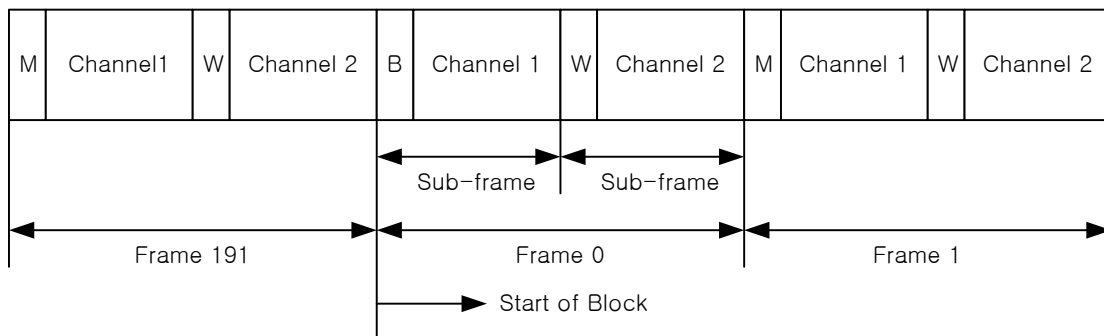 M Channel1 W Channel 2 B Channel 1 W Channel 2 M Channel 1 W Channel 2
Sub-frame Sub-frame
Frame 191 Frame 0 Frame 1
Start of Block